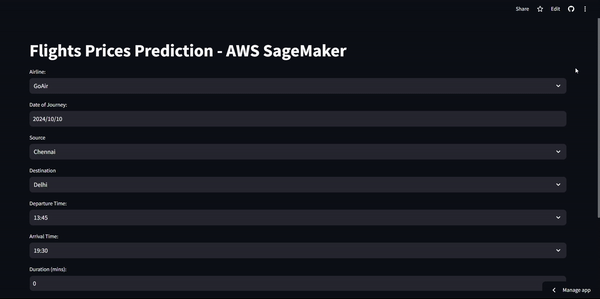 Share
Edit
Flights Prices Prediction - AWS SageMaker
Airline:
GoAir
Date of Journey:
2024/10/10
Source
Chennai
Destination
Delhi
Departure Time:
13:45
Arrival Time:
19:30
Duration (mins):
0
Manage app